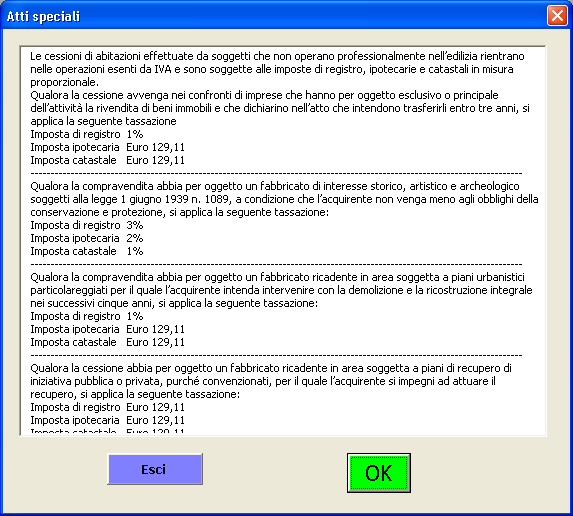 Atti speciali
Le cessioni di abitazioni effettuate da soggetti che non operano professionalmente nell'edilizia rientrano
nelle operazioni esenti da IVA e sono soggette alle imposte di registro, ipotecarie e catastali in misura
proporzionale.
Qualora la cessione avvenga nei confronti di imprese che hanno per oggetto esclusivo o principale
dell'attività la rivendita di beni immobili e che dichiarino nell'atto che intendono trasferirli entro tre anni, si
applica la seguente tassazione
Imposta di registro 1%
Imposta ipotecaria Euro 129,11
Imposta catastale Euro 129,11
Qualora la compravendita abbia per oggetto un fabbricato di interesse storico, artistico e archeologico
soggetti alla legge 1 giugno 1939 n. 1089, a condizione che l'acquirente non venga meno agli obblighi della
conservazione e protezione, si applica la seguente tassazione:
Imposta di registro 3%
Imposta ipotecaria 2%
Imposta catastale 1%
Qualora la compravendita abbia per oggetto un fabbricato ricadente in area soggetta a piani urbanistici
particolareggiati per il quale l'acquirente intenda intervenire con la demolizione e la ricostruzione integrale
nei successivi cinque anni, si applica la seguente tassazione:
Imposta di registro 1%
Imposta ipotecaria Euro 129,11
Imposta catastale Euro 129,11
Qualora la cessione abbia per oggetto un fabbricato ricadente in area soggetta a piani di recupero di
iniziativa pubblica o privata, purché convenzionati, per il quale l'acquirente si impegni ad attuare il
recupero, si applica la seguente tassazione:
Imposta di registro Euro 129,11
Imposta ipotecaria Euro 129,11
Imposta catastale Euro 129,11
Esci
OK